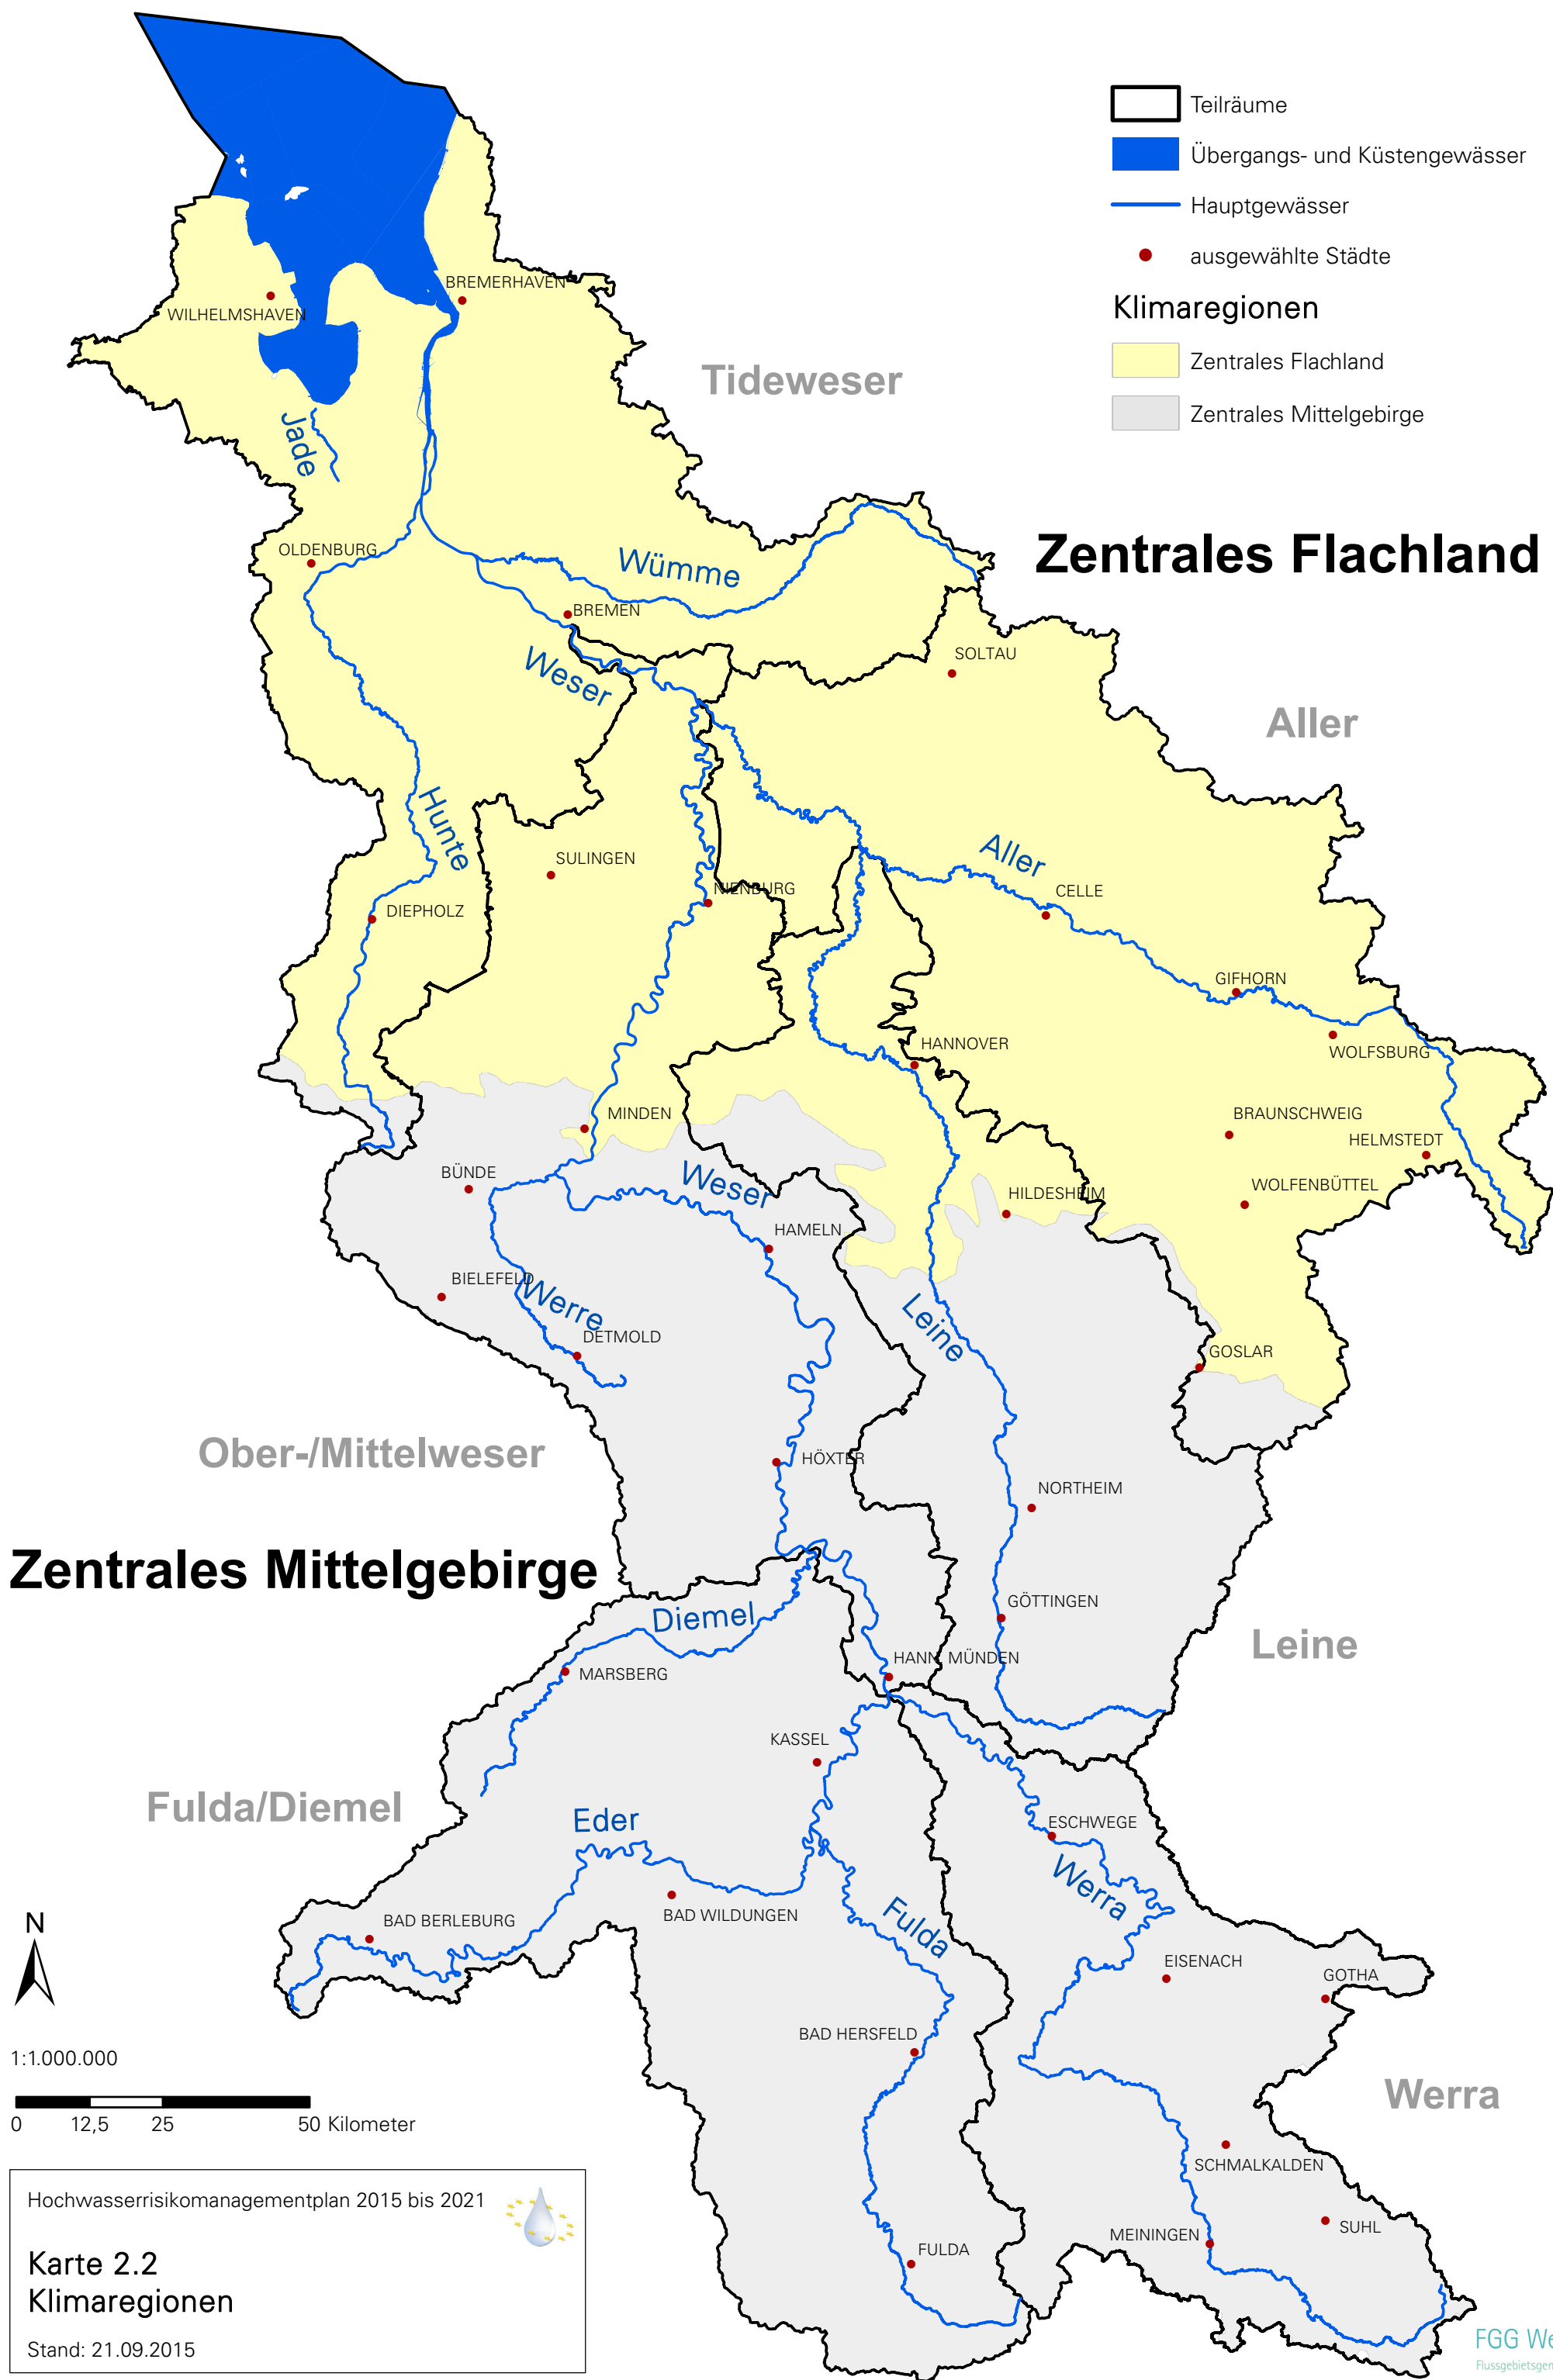 Teilräume
Übergangs- und Küstengewässer
Hauptgewässer
ausgewählte Städte
Klimaregionen
Zentrales Flachland
Zentrales Mittelgebirge
BREMERHAVEN
WILHELMSHAVEN
Tideweser
Jade
Zentrales Flachland
OLDENBURG
Wümme
BREMEN
SOLTAU
Weser
Aller
Hunte
Aller
SULINGEN
CELLE
NIENBURG
DIEPHOLZ
GIFHORN
HANNOVER
WOLFSBURG
MINDEN
BRAUNSCHWEIG
HELMSTEDT
BÜNDE
Weser
WOLFENBÜTTEL
HILDESHEIM
HAMELN
BIELEFELD
Werre
Leine
DETMOLD
GOSLAR
Ober-/Mittelweser
HÖXTER
NORTHEIM
Zentrales Mittelgebirge
GÖTTINGEN
Diemel
Leine
HANN. MÜNDEN
MARSBERG
KASSEL
Fulda/Diemel
Eder
ESCHWEGE
Werra
BAD WILDUNGEN
BAD BERLEBURG
Fulda
N
EISENACH
GOTHA
BAD HERSFELD
1:1.000.000
Werra
0 12,5 25 50 Kilometer
SCHMALKALDEN
Hochwasserrisikomanagementplan 2015 bis 2021
SUHL
MEININGEN
FULDA
Karte 2.2
Klimaregionen
Stand: 21.09.2015
FGG